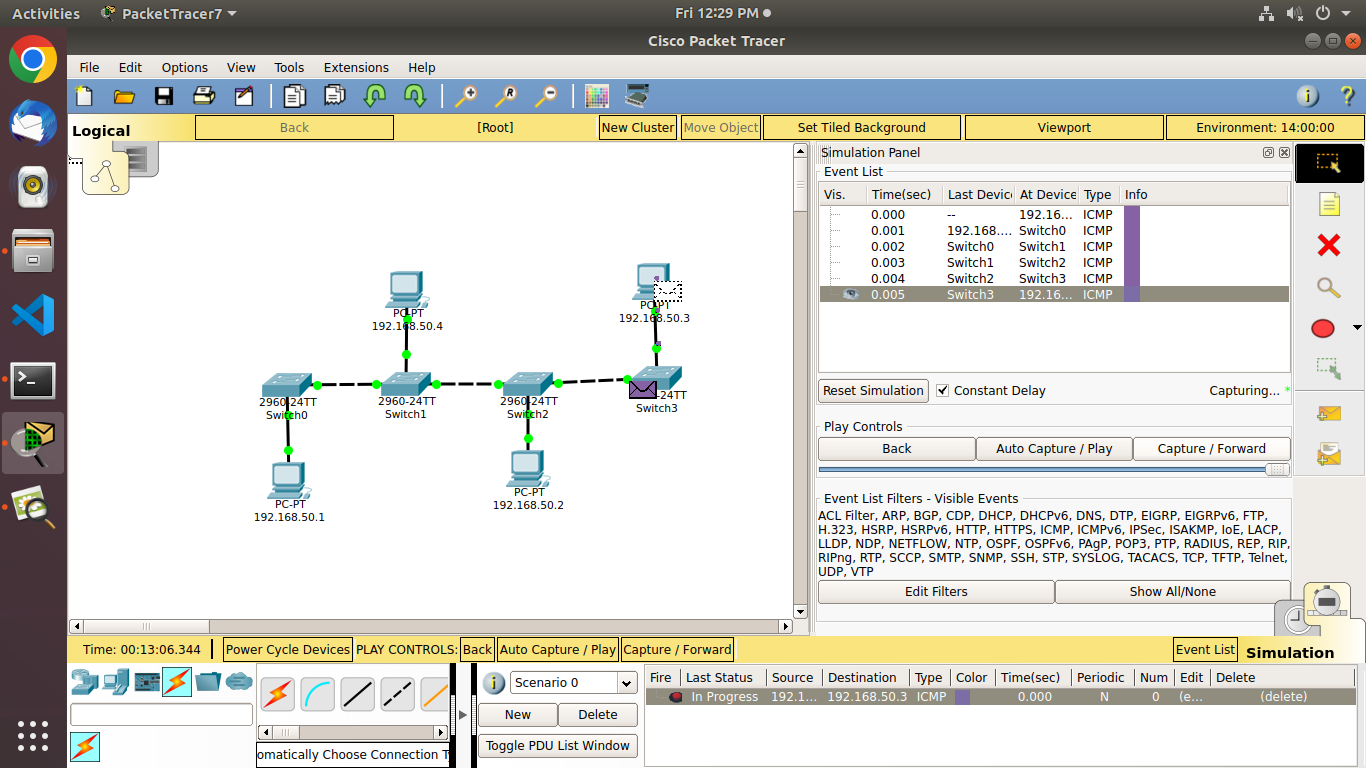 Activities PacketTracer7 Fri 12:29 PM
Cisco Packet Tracer
File Edit Options View Tools Extensions Help
Logical Back [Root] New Cluster Move Object Set Tiled Background Viewport Environment: 14:00:00
PC-PT
192.168.50.4
PC-PT
192.168.50.3
2960-24TT
Switch0
2960-24TT
Switch1
2960-24TT
Switch2
-24TT
Switch3
PC-PT
192.168.50.1
PC-PT
192.168.50.2
Simulation Panel
Event List
Vis. Time(sec) Last Device At Device Type Info
0.000 -- 192.16... ICMP
0.001 192.168.... Switch0 ICMP
0.002 Switch0 Switch1 ICMP
0.003 Switch1 Switch2 ICMP
0.004 Switch2 Switch3 ICMP
0.005 Switch3 192.16... ICMP
Reset Simulation Constant Delay Capturing... *
Play Controls
Back Auto Capture / Play Capture / Forward
Event List Filters - Visible Events
ACL Filter, ARP, BGP, CDP, DHCP, DHCPv6, DNS, DTP, EIGRP, EIGRPv6, FTP,
H.323, HSRP, HSRPv6, HTTP, HTTPS, ICMP, ICMPv6, IPSec, ISAKMP, IoE, LACP,
LLDP, NDP, NETFLOW, NTP, OSPF, OSPFv6, PAgP, POP3, PTP, RADIUS, REP, RIP,
RIPng, RTP, SCCP, SMTP, SNMP, SSH, STP, SYSLOG, TACACS, TCP, TFTP, Telnet,
UDP, VTP
Edit Filters Show All/None
Time: 00:13:06.344 Power Cycle Devices PLAY CONTROLS: Back Auto Capture / Play Capture / Forward Event List Simulation
Scenario 0
New Delete
Toggle PDU List Window
omatically Choose Connection T
Fire Last Status Source Destination Type Color Time(sec) Periodic Num Edit Delete
In Progress 192.1... 192.168.50.3 ICMP 0.000 N 0 (e... (delete)